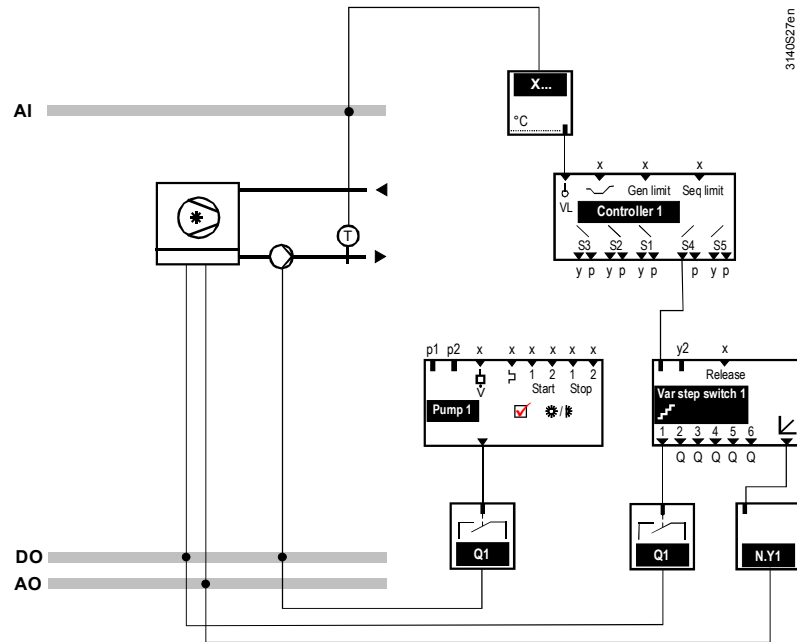 3140S27en
X...
AI
°C
x x x
Gen limit Seq limit
VL
Controller 1
T
S3 S2 S1 S4 S5
y p y p y p p y p
p1 p2 x x x x x x
y2 x
1 2 1 2
Release
Start Stop
V
Pump 1
Var step switch 1
1 2 3 4 5 6
Q Q Q Q Q
DO
Q1
Q1
N.Y1
AO